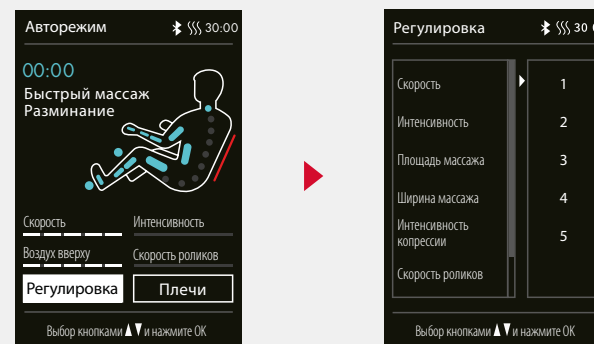 Авторежим 30:00
00:00
Быстрый массаж
Разминание
Скорость Интенсивность
Воздух вверху Скорость роликов
Регулировка Плечи
Выбор кнопками и нажмите OK
Регулировка 30
Скорость 1
Интенсивность 2
Площадь массажа 3
Ширина массажа 4
Интенсивность
копрессии 5
Скорость роликов
Выбор кнопками и нажмите OK